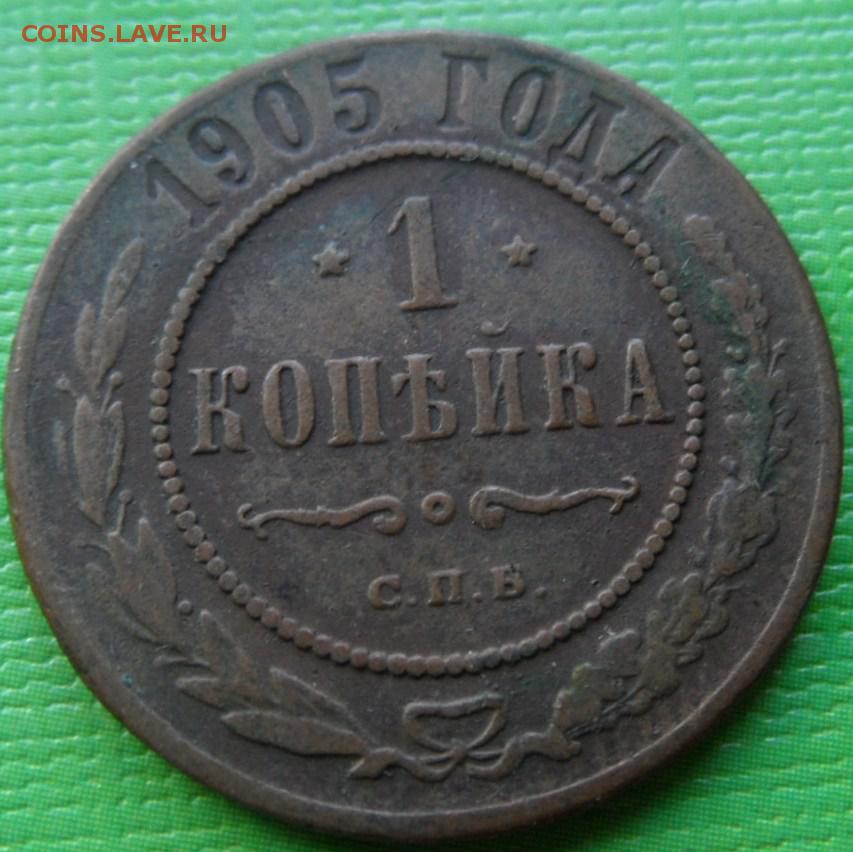 COINS.LAVE.RU
1905 ГОДА
1
КОПѢЙКА
С.П.Б.